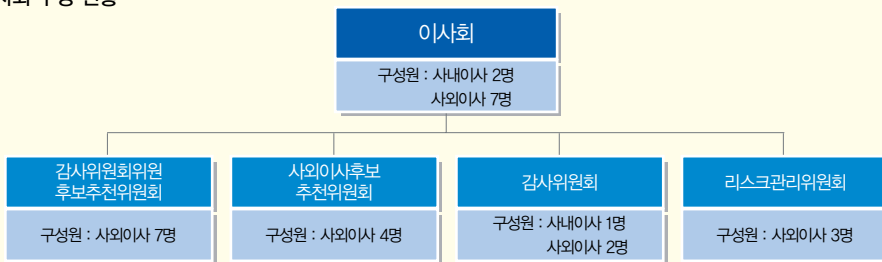 이사회
구성원 : 사내이사 2명
사외이사 7명
감사위원회위원
후보추천위원회
구성원 : 사외이사 7명
사외이사후보
추천위원회
구성원 : 사외이사 4명
감사위원회
구성원 : 사내이사 1명
사외이사 2명
리스크관리위원회
구성원 : 사외이사 3명